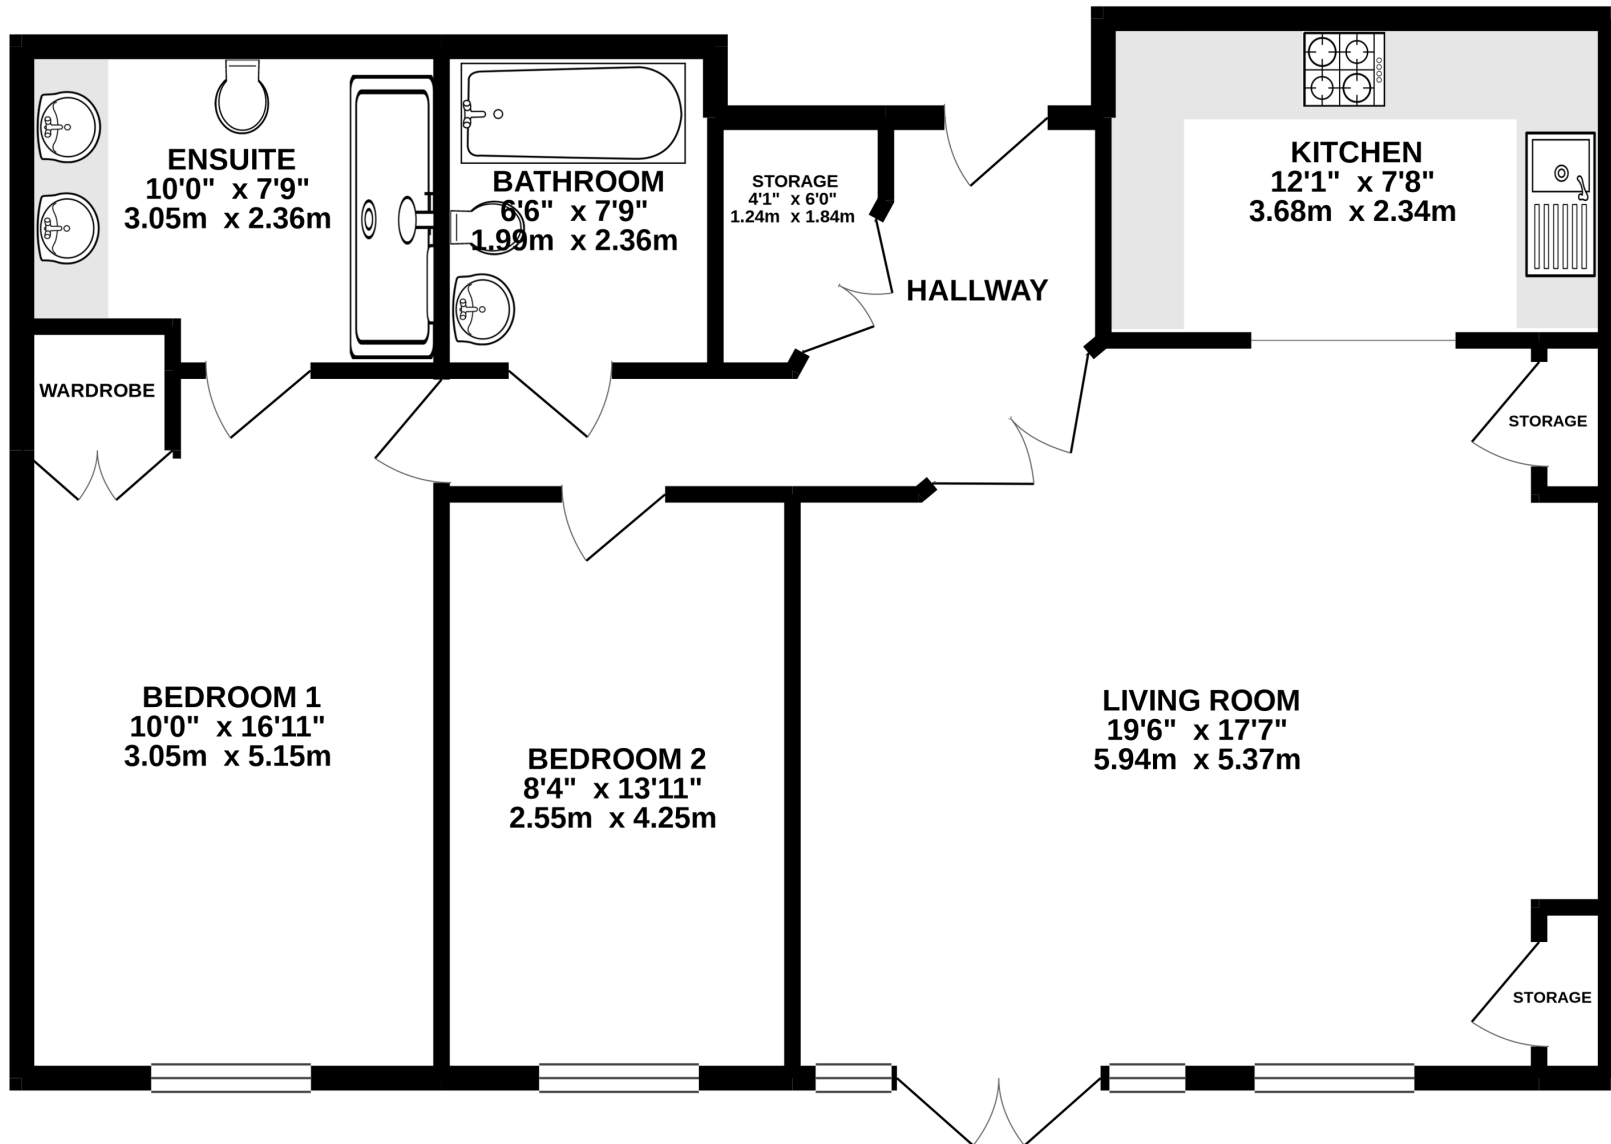 ENSUITE
10'0" x 7'9"
3.05m x 2.36m
BATHROOM
6'6" x 7'9"
1.99m x 2.36m
STORAGE
4'1" x 6'0"
1.24m x 1.84m
HALLWAY
KITCHEN
12'1" x 7'8"
3.68m x 2.34m
WARDROBE
STORAGE
BEDROOM 1
10'0" x 16'11"
3.05m x 5.15m
BEDROOM 2
8'4" x 13'11"
2.55m x 4.25m
LIVING ROOM
19'6" x 17'7"
5.94m x 5.37m
STORAGE